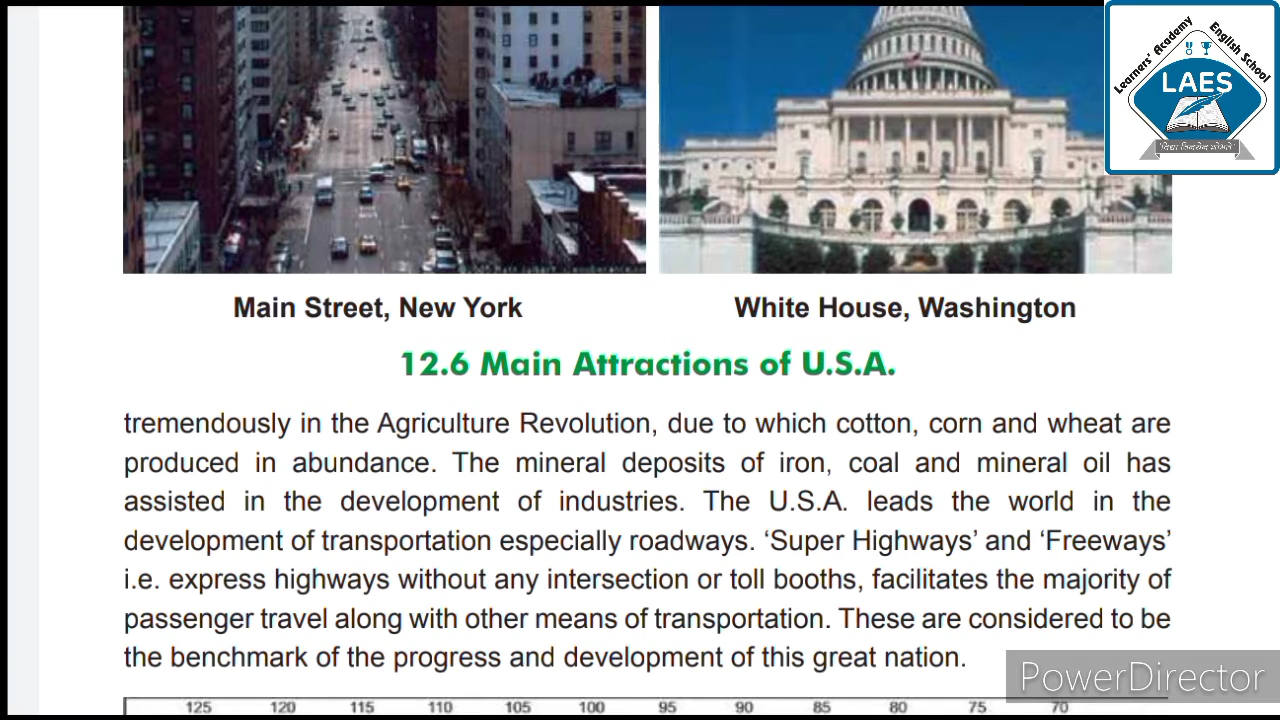 Learners' Academy English School
LAES
Main Street, New York
White House, Washington
12.6 Main Attractions of U.S.A.
tremendously in the Agriculture Revolution, due to which cotton, corn and wheat are
produced in abundance. The mineral deposits of iron, coal and mineral oil has
assisted in the development of industries. The U.S.A. leads the world in the
development of transportation especially roadways. ‘Super Highways’ and ‘Freeways’
i.e. express highways without any intersection or toll booths, facilitates the majority of
passenger travel along with other means of transportation. These are considered to be
the benchmark of the progress and development of this great nation.
PowerDirector
125 120 115 110 105 100 95 90 85 80 75 70